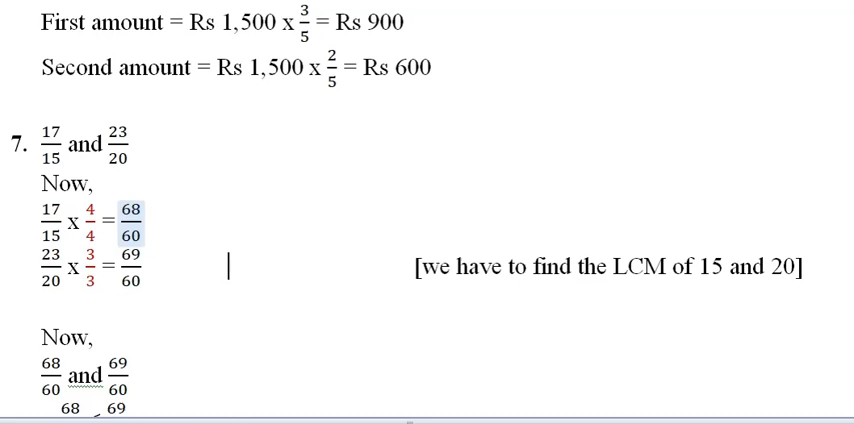 First amount = Rs 1,500 x 3/5 = Rs 900
Second amount = Rs 1,500 x 2/5 = Rs 600
7. 17/15 and 23/20
Now,
17/15 x 4/4 = 68/60
23/20 x 3/3 = 69/60 [we have to find the LCM of 15 and 20]
Now,
68/60 and 69/60
68 69